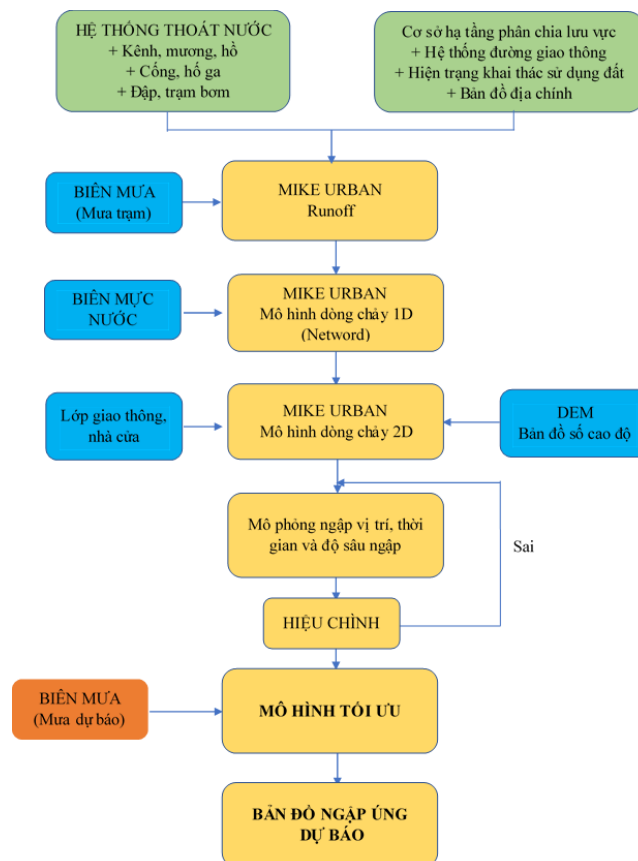 HỆ THỐNG THOÁT NƯỚC
+ Kênh, mương, hồ
+ Cống, hố ga
+ Đập, trạm bơm
Cơ sở hạ tầng phân chia lưu vực
+ Hệ thống đường giao thông
+ Hiện trạng khai thác sử dụng đất
+ Bản đồ địa chính
BIÊN MƯA
(Mưa trạm)
MIKE URBAN
Runoff
BIÊN MỰC
NƯỚC
MIKE URBAN
Mô hình dòng chảy 1D
(Netword)
Lớp giao thông,
nhà cửa
MIKE URBAN
Mô hình dòng chảy 2D
DEM
Bản đồ số cao độ
Mô phỏng ngập vị trí, thời
gian và độ sâu ngập
Sai
HIỆU CHỈNH
BIÊN MƯA
(Mưa dự báo)
MÔ HÌNH TỐI ƯU
BẢN ĐỒ NGẬP ÚNG
DỰ BÁO